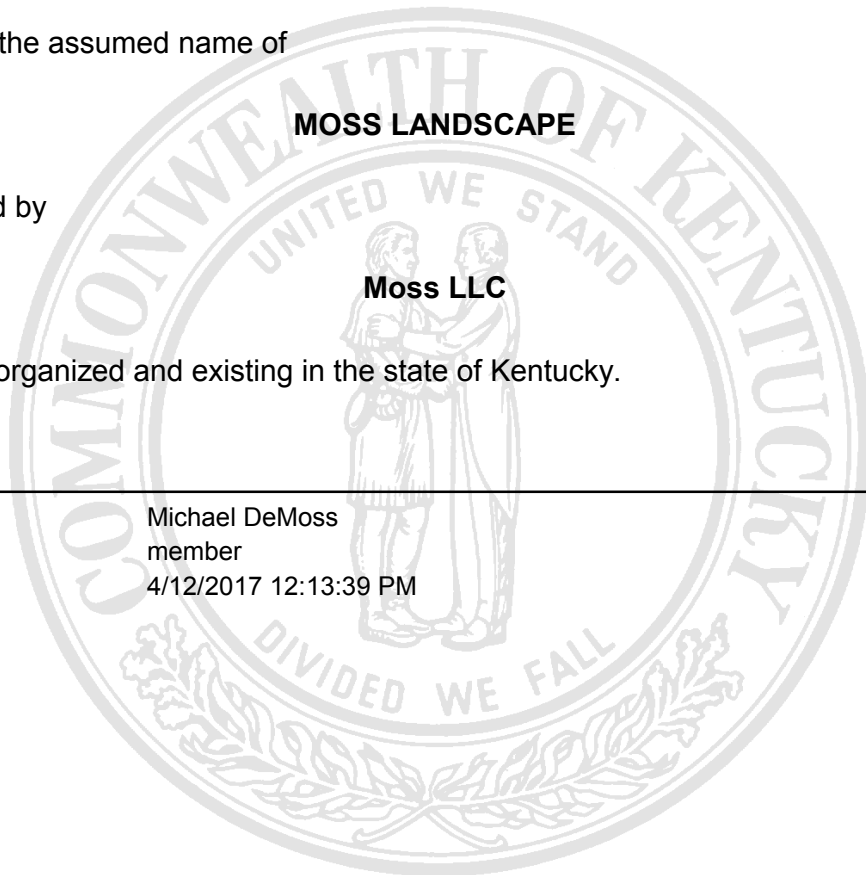 the assumed name of
MOSS LANDSCAPE
d by
Moss LLC
organized and existing in the state of Kentucky.
Michael DeMoss
member
4/12/2017 12:13:39 PM
COMMONWEALTH OF KENTUCKY
UNITED WE STAND
DIVIDED WE FALL